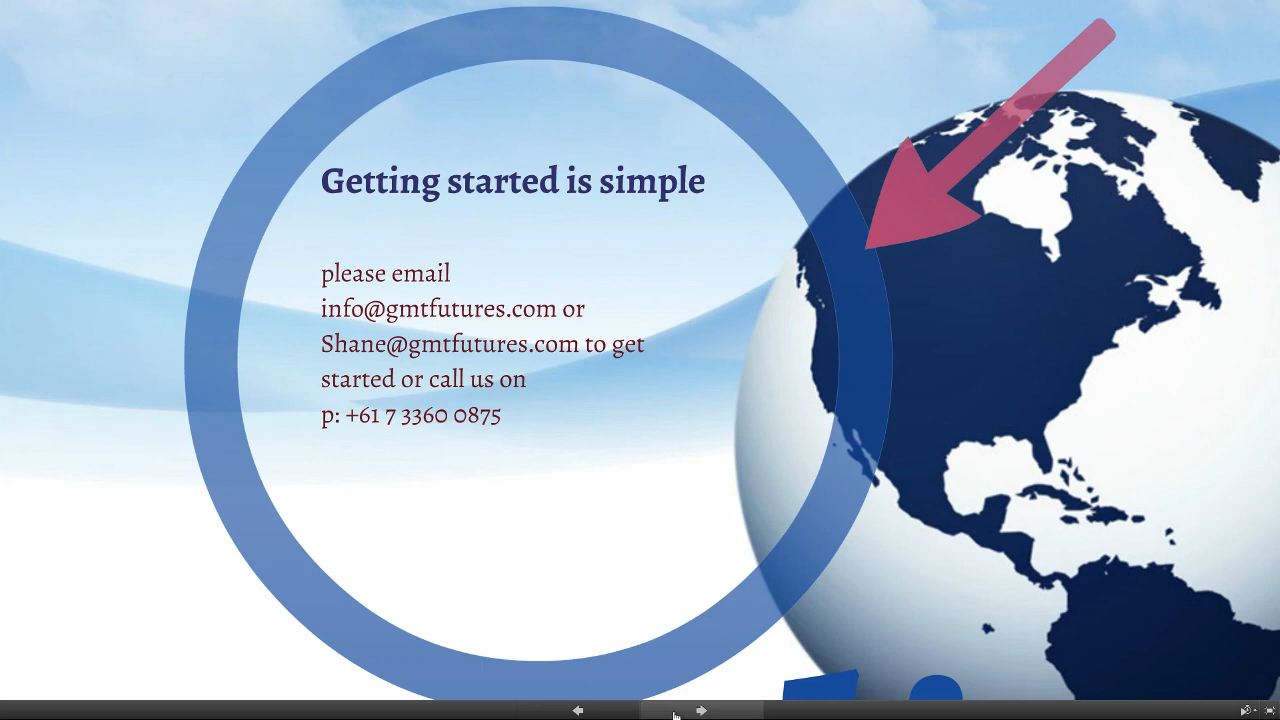 Getting started is simple
please email
info@gmtfutures.com or
Shane@gmtfutures.com to get
started or call us on
p: +61 7 3360 0875